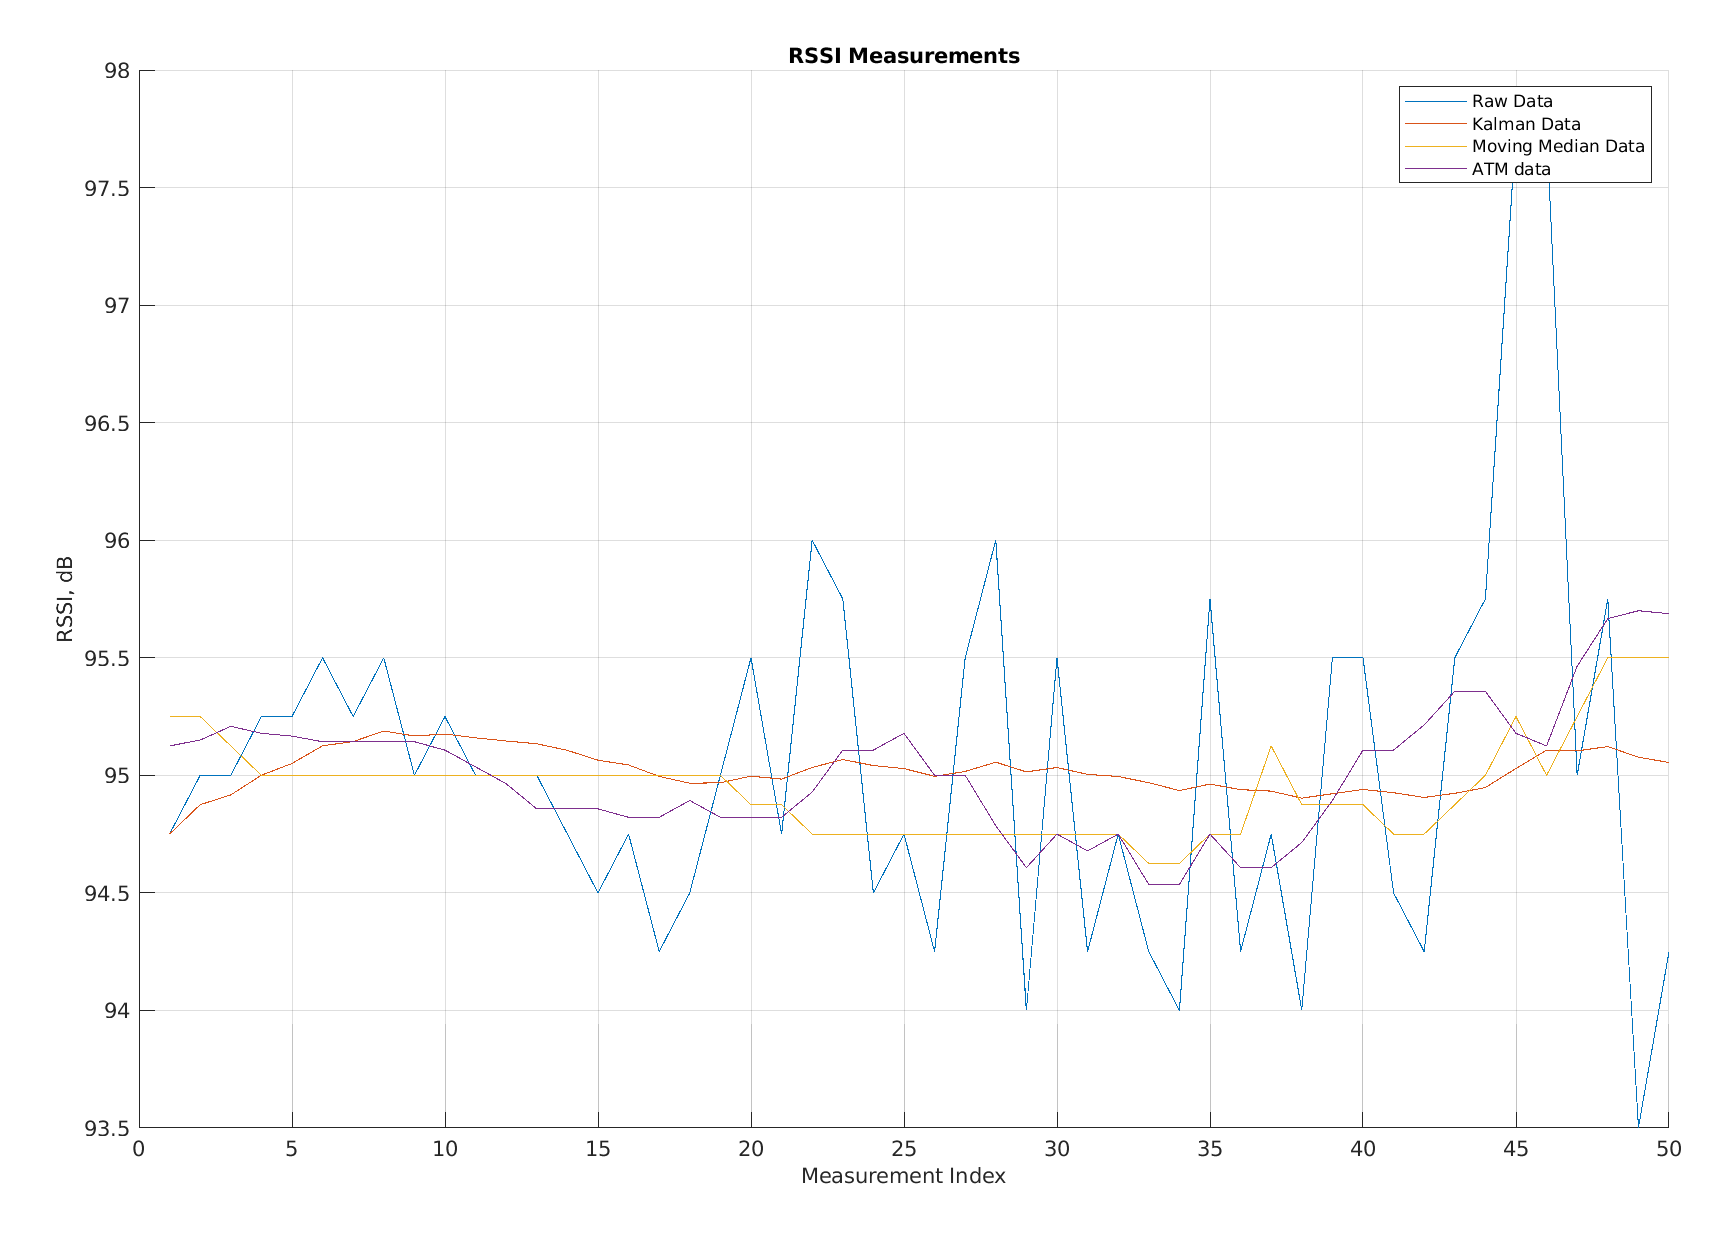 RSSI Measurements
98
97.5
97
96.5
96
95.5
95
94.5
94
93.5
RSSI, dB
Raw Data
Kalman Data
Moving Median Data
ATM data
0 5 10 15 20 25 30 35 40 45 50
Measurement Index